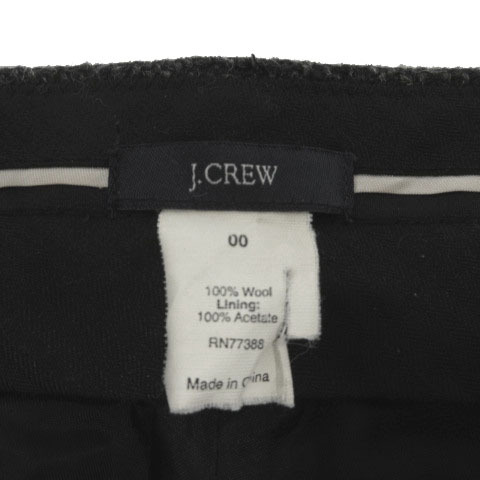 J.CREW
00
100% Wool
Lining:
100% Acetate
RN77388
Made in China